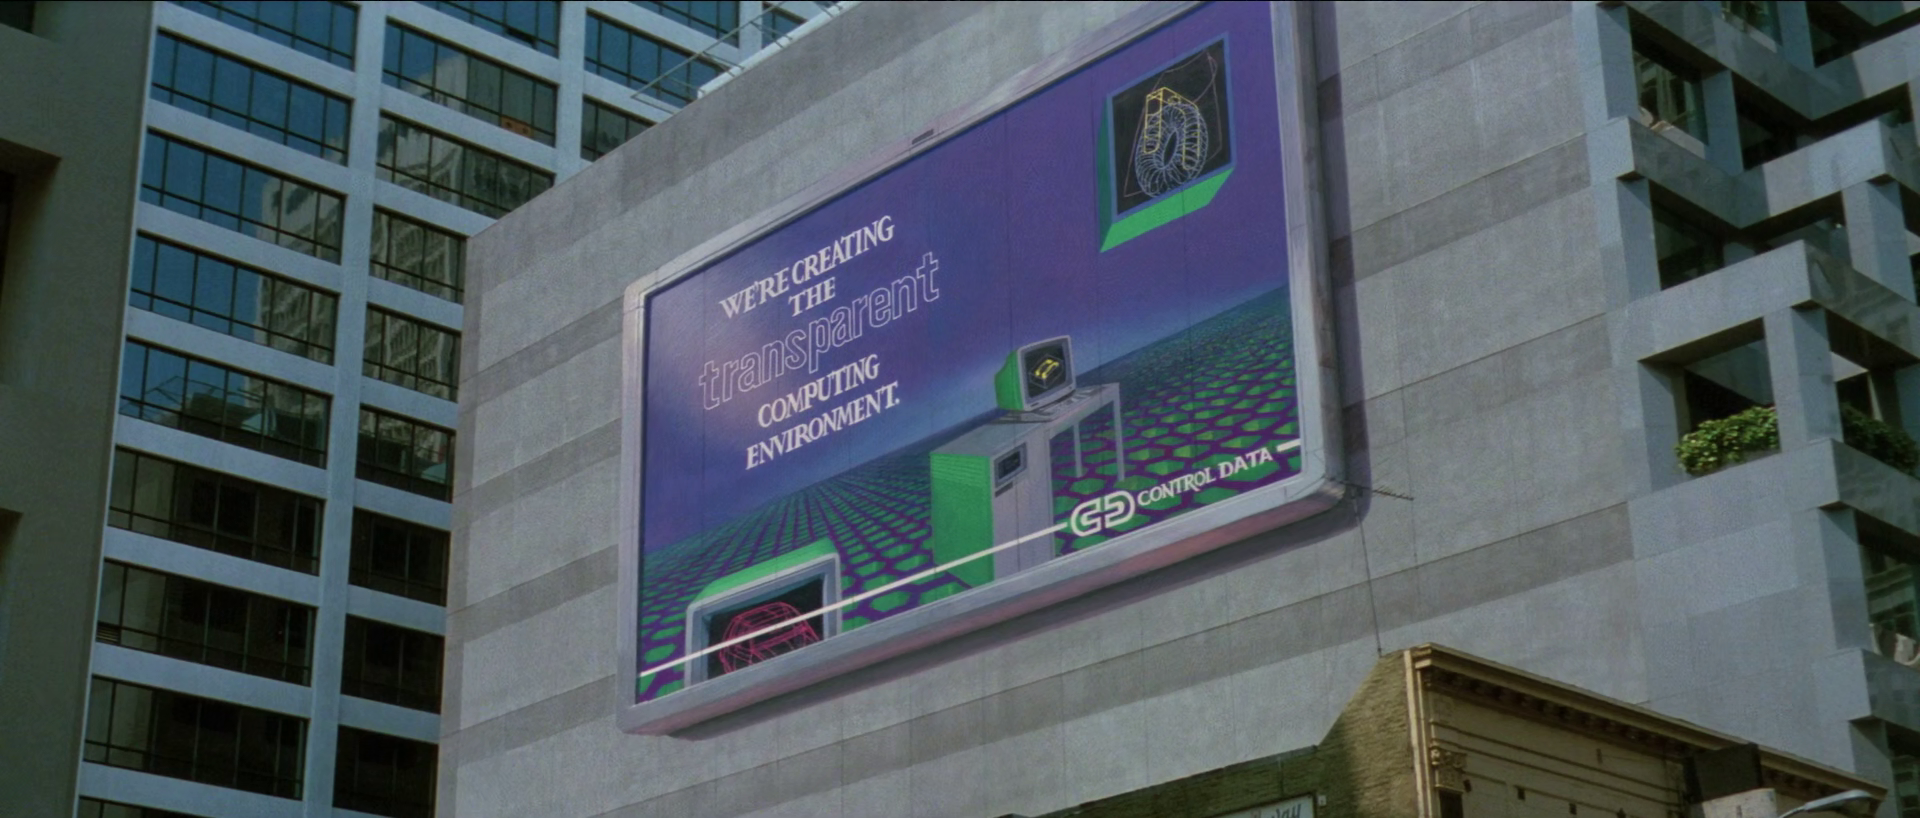 WE'RE CREATING
THE
transparent
COMPUTING
ENVIRONMENT.
CONTROL DATA